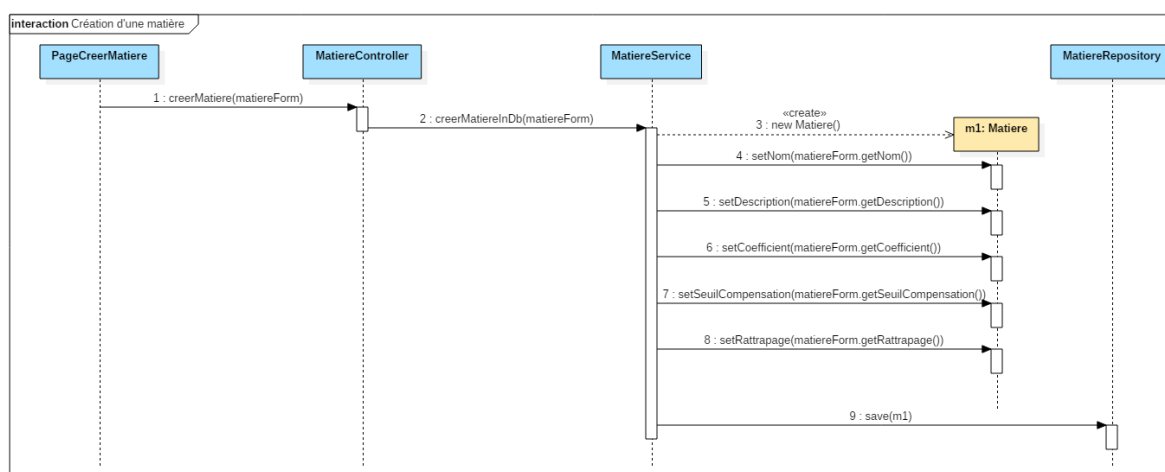 interaction Création d'une matière
PageCreerMatiere
MatiereController
MatiereService
MatiereRepository
1 : creerMatiere(matiereForm)
2 : creerMatiereInDb(matiereForm)
«create»
3 : new Matiere()
m1: Matiere
4 : setNom(matiereForm.getNom())
5 : setDescription(matiereForm.getDescription())
6 : setCoefficient(matiereForm.getCoefficient())
7 : setSeuilCompensation(matiereForm.getSeuilCompensation())
8 : setRattrapage(matiereForm.getRattrapage())
9 : save(m1)